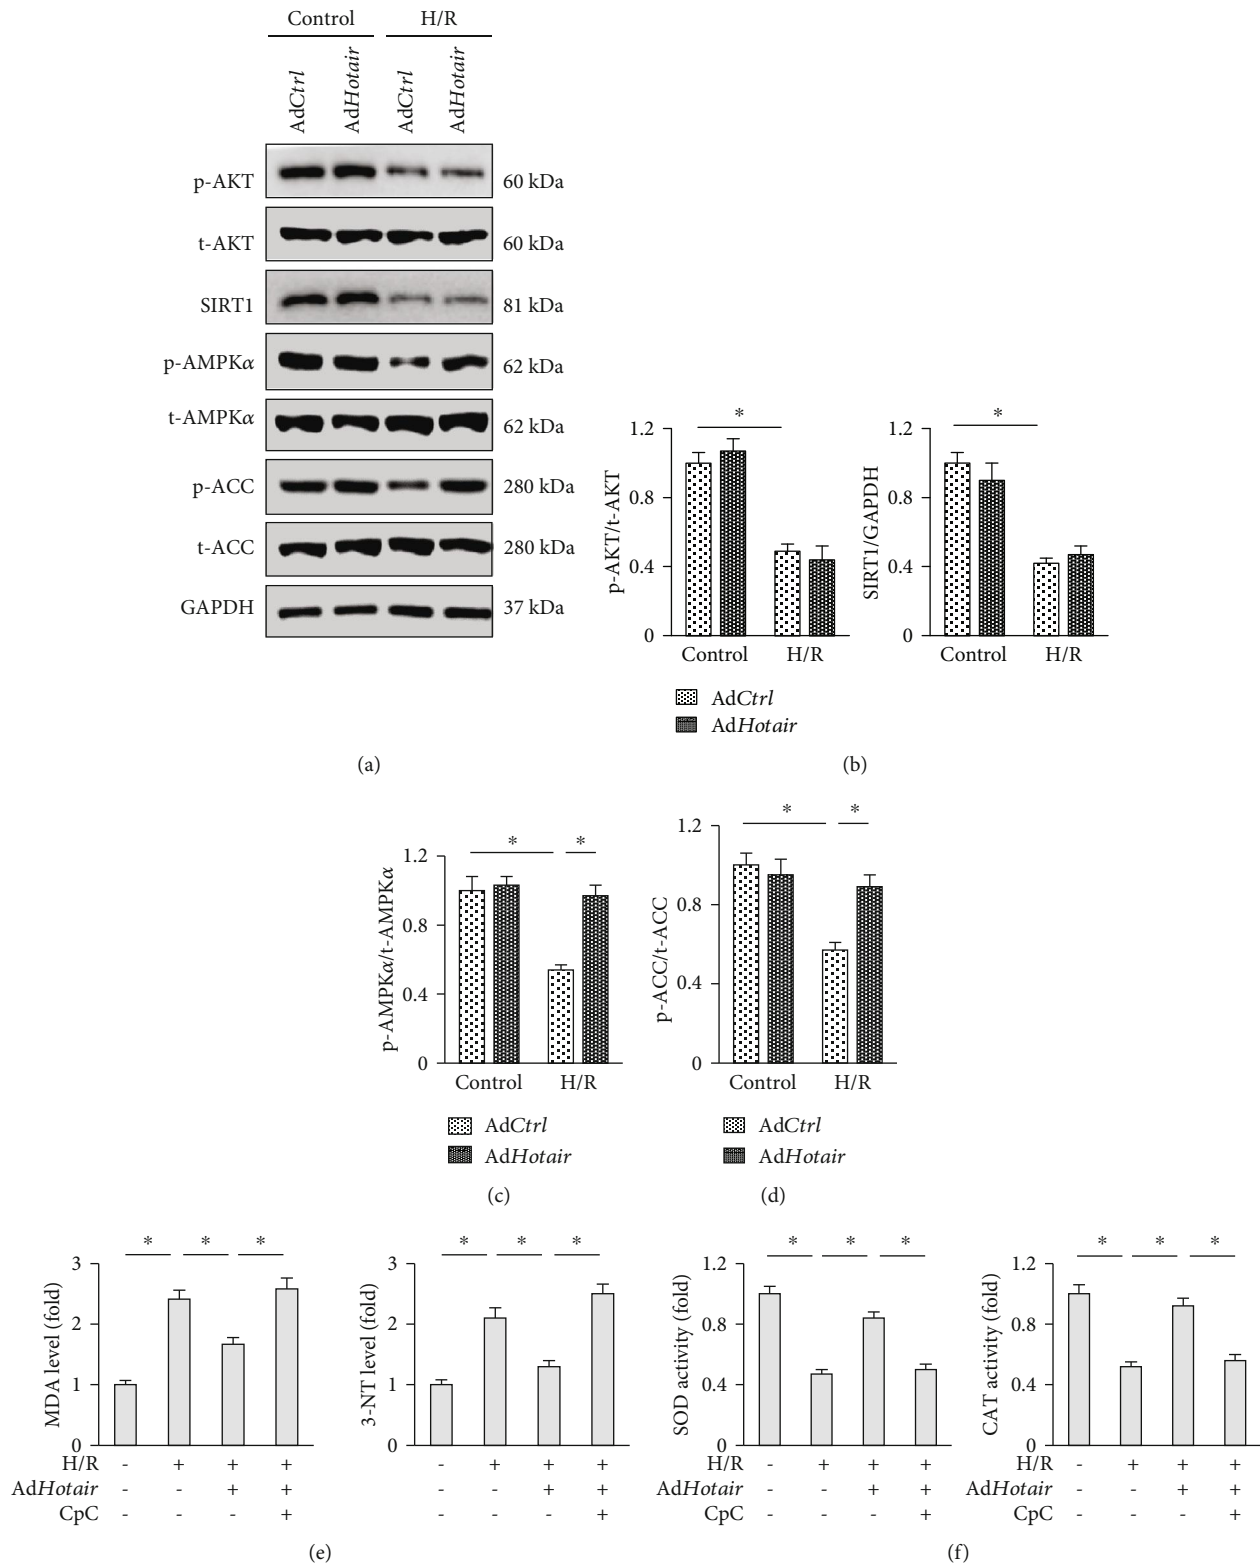 Control H/R
AdCtrl AdHotair AdCtrl AdHotair
p-AKT 60 kDa
t-AKT 60 kDa
SIRT1 81 kDa
p-AMPKα 62 kDa
t-AMPKα 62 kDa
p-ACC 280 kDa
t-ACC 280 kDa
GAPDH 37 kDa
(a)
p-AKT/t-AKT
1.2
0.8
0.4
0
*
Control H/R
SIRT1/GAPDH
1.2
0.8
0.4
0
*
Control H/R
AdCtrl
AdHotair
(b)
p-AMPKα/t-AMPKα
1.2
0.8
0.4
0
* *
Control H/R
AdCtrl
AdHotair
(c)
p-ACC/t-ACC
1.2
0.8
0.4
0
* *
Control H/R
AdCtrl
AdHotair
(d)
MDA level (fold)
3
2
1
0
* * *
H/R - + + +
AdHotair - - + +
CpC - - - +
3-NT level (fold)
3
2
1
0
* * *
- + + +
- - + +
- - - +
(e)
SOD activity (fold)
1.2
0.8
0.4
0
* * *
H/R - + + +
AdHotair - - + +
CpC - - - +
CAT activity (fold)
1.2
0.8
0.4
0
* * *
H/R - + + +
AdHotair - - + +
CpC - - - +
(f)